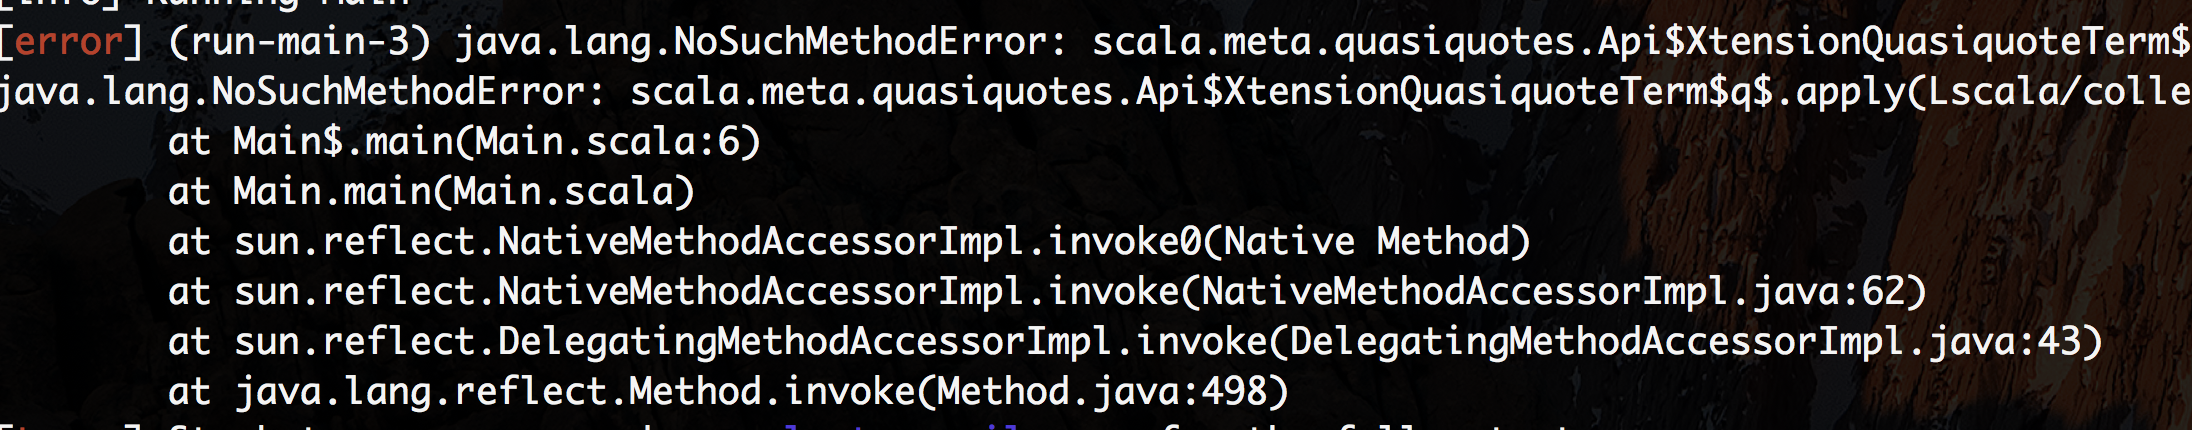 [info] Running Main
[error] (run-main-3) java.lang.NoSuchMethodError: scala.meta.quasiquotes.Api$XtensionQuasiquoteTerm$
java.lang.NoSuchMethodError: scala.meta.quasiquotes.Api$XtensionQuasiquoteTerm$q$.apply(Lscala/colle
at Main$.main(Main.scala:6)
at Main.main(Main.scala)
at sun.reflect.NativeMethodAccessorImpl.invoke0(Native Method)
at sun.reflect.NativeMethodAccessorImpl.invoke(NativeMethodAccessorImpl.java:62)
at sun.reflect.DelegatingMethodAccessorImpl.invoke(DelegatingMethodAccessorImpl.java:43)
at java.lang.reflect.Method.invoke(Method.java:498)